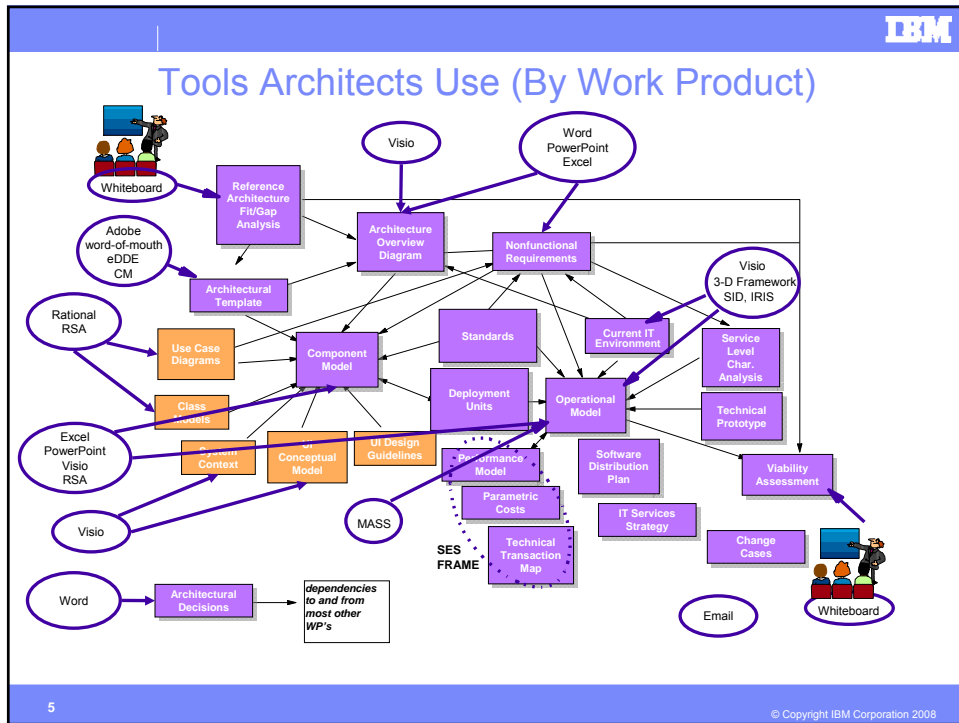 IBM
Tools Architects Use (By Work Product)
Whiteboard
Reference
Architecture
Fit/Gap
Analysis
Visio
Word
PowerPoint
Excel
Architecture
Overview
Diagram
Nonfunctional
Requirements
Adobe
word-of-mouth
eDDE
CM
Architectural
Template
Visio
3-D Framework
SID, IRIS
Rational
RSA
Use Case
Diagrams
Component
Model
Standards
Current IT
Environment
Service
Level
Char.
Analysis
Class
Models
Deployment
Units
Operational
Model
Technical
Prototype
Excel
PowerPoint
Visio
RSA
System
Context
UI
Conceptual
Model
UI Design
Guidelines
Performance
Model
Software
Distribution
Plan
Viability
Assessment
Visio
MASS
Parametric
Costs
IT Services
Strategy
SES
FRAME
Technical
Transaction
Map
Change
Cases
Word
Architectural
Decisions
dependencies
to and from
most other
WP's
Email
Whiteboard
5
© Copyright IBM Corporation 2008